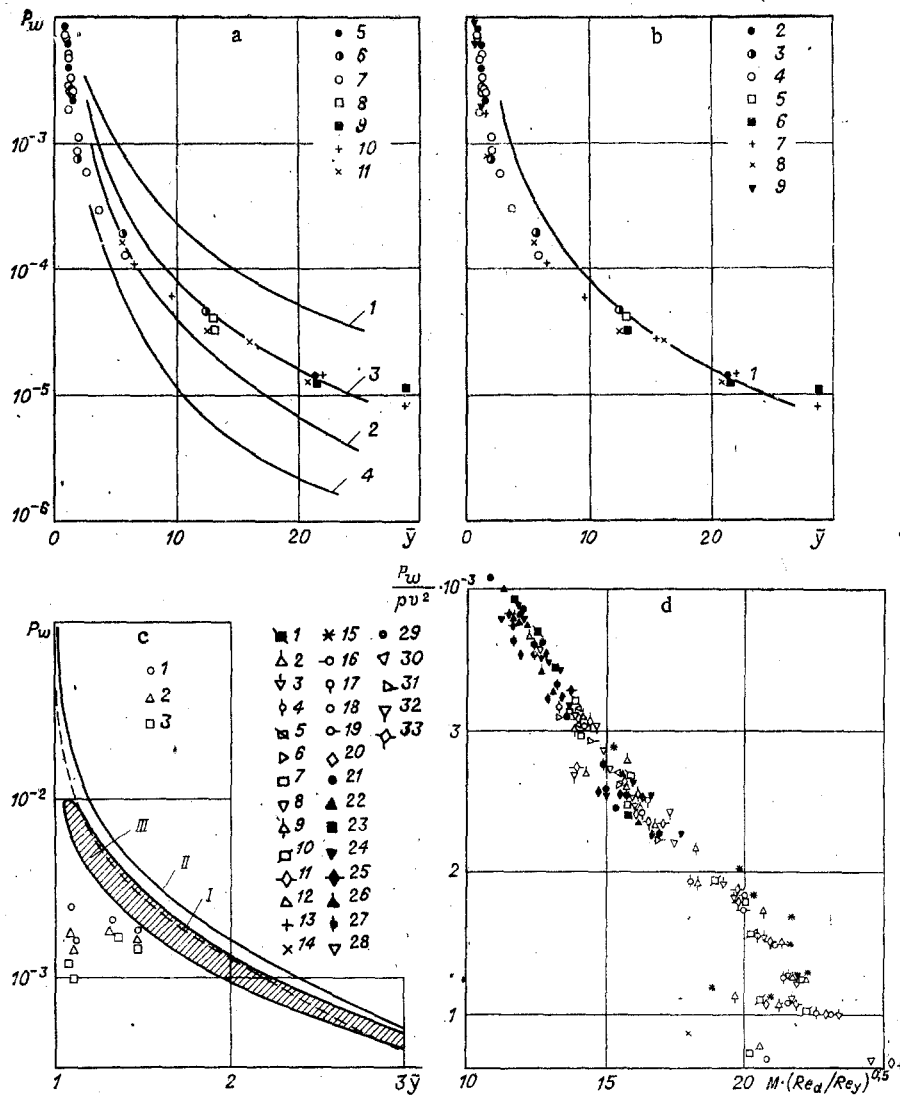 P_w
a
5
6
7
8
9
10
11
10^-3
10^-4
10^-5
10^-6
1
3
2
4
0
10
20
ȳ
b
2
3
4
5
6
7
8
9
1
0
10
20
ȳ
P_w
c
1
2
3
10^-2
10^-3
III
II
I
1
2
3 ȳ
P_w/ρv² · 10^-3
d
1 15 29
2 16 30
3 17 31
4 18 32
5 19 33
6 20
7 21
8 22
9 23
10 24
11 25
12 26
13 27
14 28
3
2
1
10
15
20
M·(Re_d/Re_y)^0,5